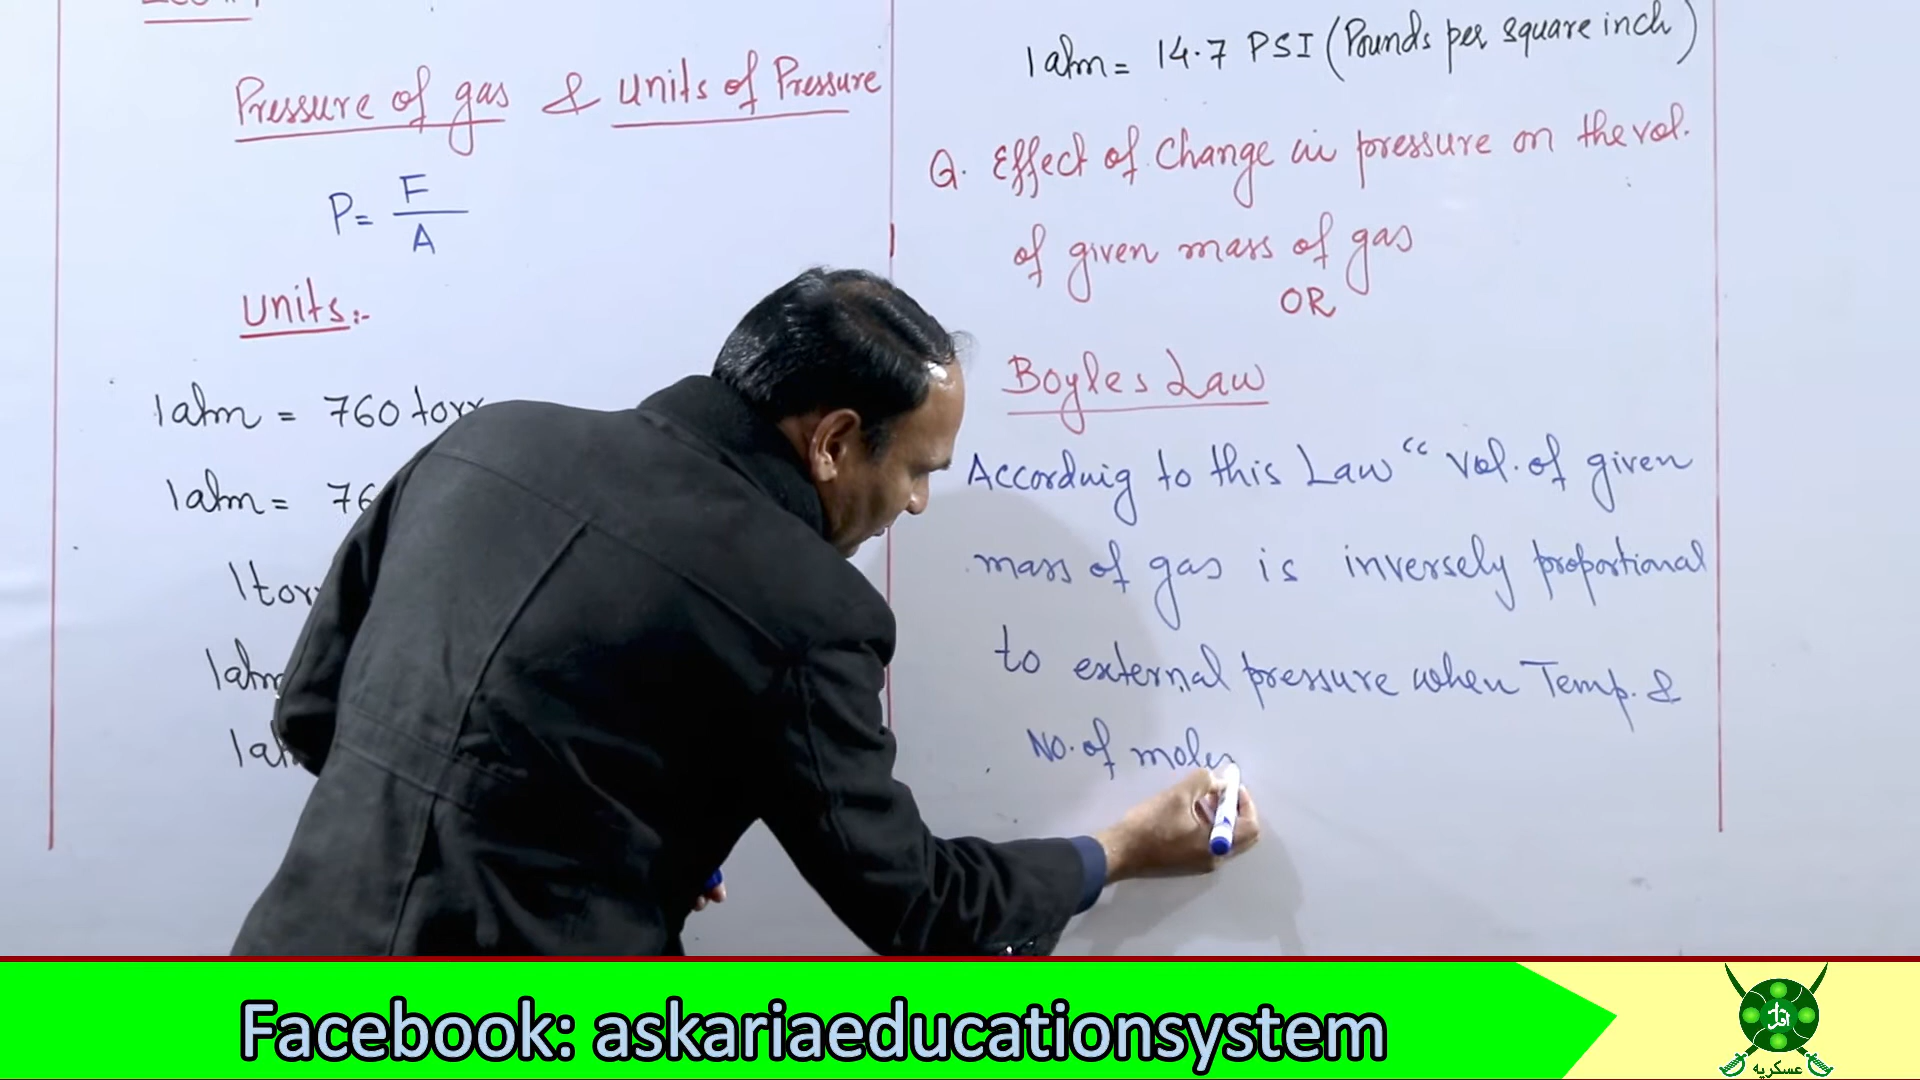 Pressure of gas & units of Pressure
P = F / A
units:-
1 atm = 760 torr
1 atm = 76
1 torr
1 atm
1 at
1 atm = 14.7 PSI (Pounds per square inch)
Q. Effect of Change in pressure on the vol.
of given mass of gas
OR
Boyles Law
According to this Law “ Vol. of given
mass of gas is inversely proportional
to external pressure when Temp. &
No. of moles
Facebook: askariaeducationsystem
اقرأ
عسکریہ